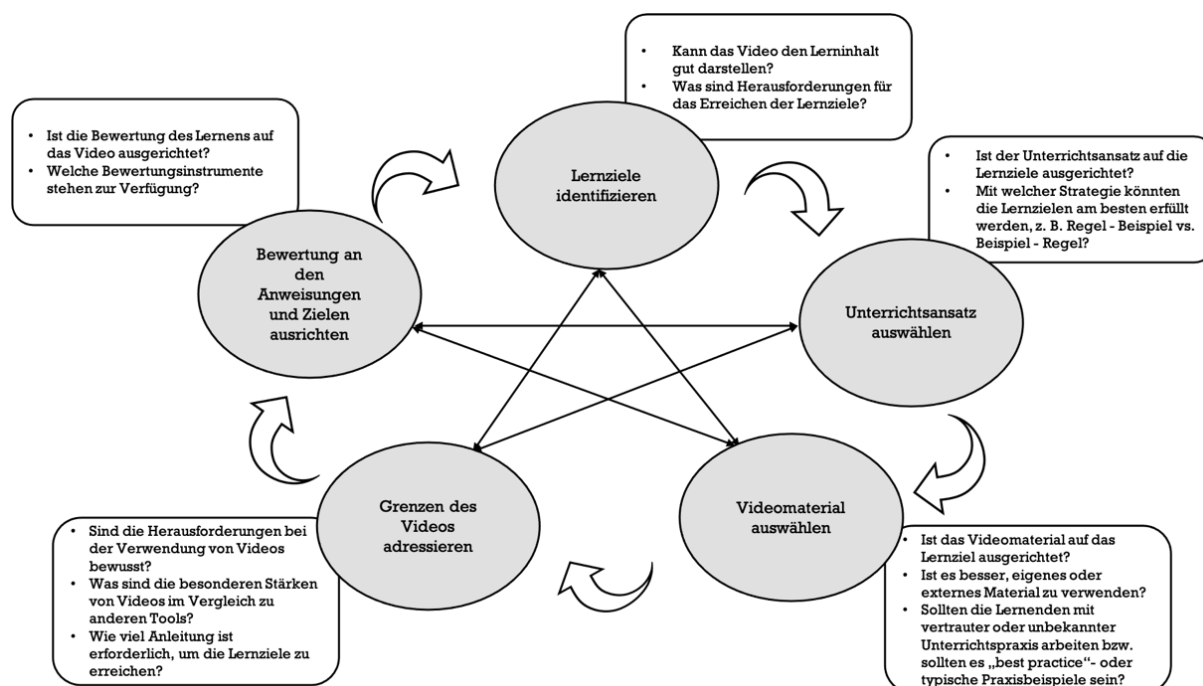 • Kann das Video den Lerninhalt
gut darstellen?
• Was sind Herausforderungen für
das Erreichen der Lernziele?
Lernziele
identifizieren
• Ist der Unterrichtsansatz auf die
Lernziele ausgerichtet?
• Mit welcher Strategie könnten
die Lernzielen am besten erfüllt
werden, z. B. Regel - Beispiel vs.
Beispiel - Regel?
Unterrichtsansatz
auswählen
Videomaterial
auswählen
• Ist das Videomaterial auf das
Lernziel ausgerichtet?
• Ist es besser, eigenes oder
externes Material zu verwenden?
• Sollten die Lernenden mit
vertrauter oder unbekannter
Unterrichtspraxis arbeiten bzw.
sollten es „best practice“- oder
typische Praxisbeispiele sein?
Grenzen des
Videos
adressieren
• Sind die Herausforderungen bei
der Verwendung von Videos
bewusst?
• Was sind die besonderen Stärken
von Videos im Vergleich zu
anderen Tools?
• Wie viel Anleitung ist
erforderlich, um die Lernziele zu
erreichen?
Bewertung an
den
Anweisungen
und Zielen
ausrichten
• Ist die Bewertung des Lernens auf
das Video ausgerichtet?
• Welche Bewertungsinstrumente
stehen zur Verfügung?